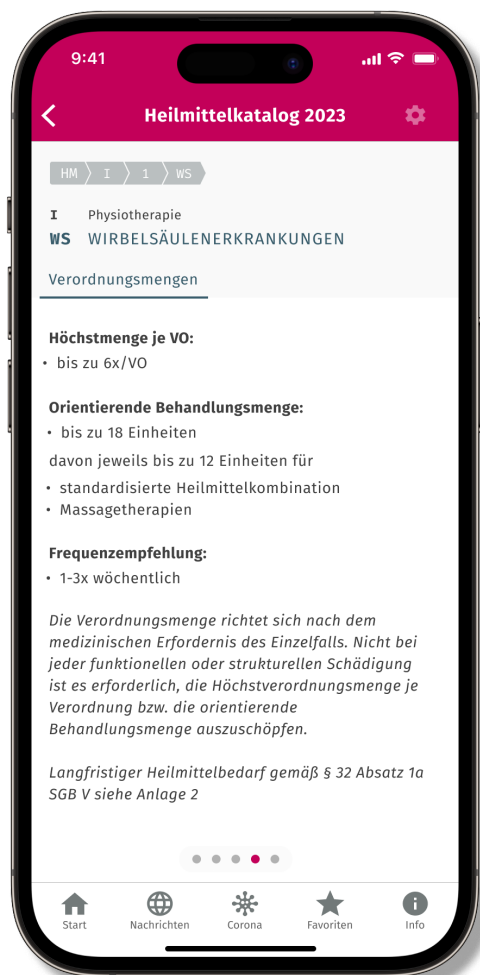 9:41
Heilmittelkatalog 2023
HM I 1 WS
I Physiotherapie
WS WIRBELSÄULENERKRANKUNGEN
Verordnungsmengen
Höchstmenge je VO:
• bis zu 6x/VO
Orientierende Behandlungsmenge:
• bis zu 18 Einheiten
davon jeweils bis zu 12 Einheiten für
• standardisierte Heilmittelkombination
• Massagetherapien
Frequenzempfehlung:
• 1-3x wöchentlich
Die Verordnungsmenge richtet sich nach dem
medizinischen Erfordernis des Einzelfalls. Nicht bei
jeder funktionellen oder strukturellen Schädigung
ist es erforderlich, die Höchstverordnungsmenge je
Verordnung bzw. die orientierende
Behandlungsmenge auszuschöpfen.
Langfristiger Heilmittelbedarf gemäß § 32 Absatz 1a
SGB V siehe Anlage 2
Start Nachrichten Corona Favoriten Info